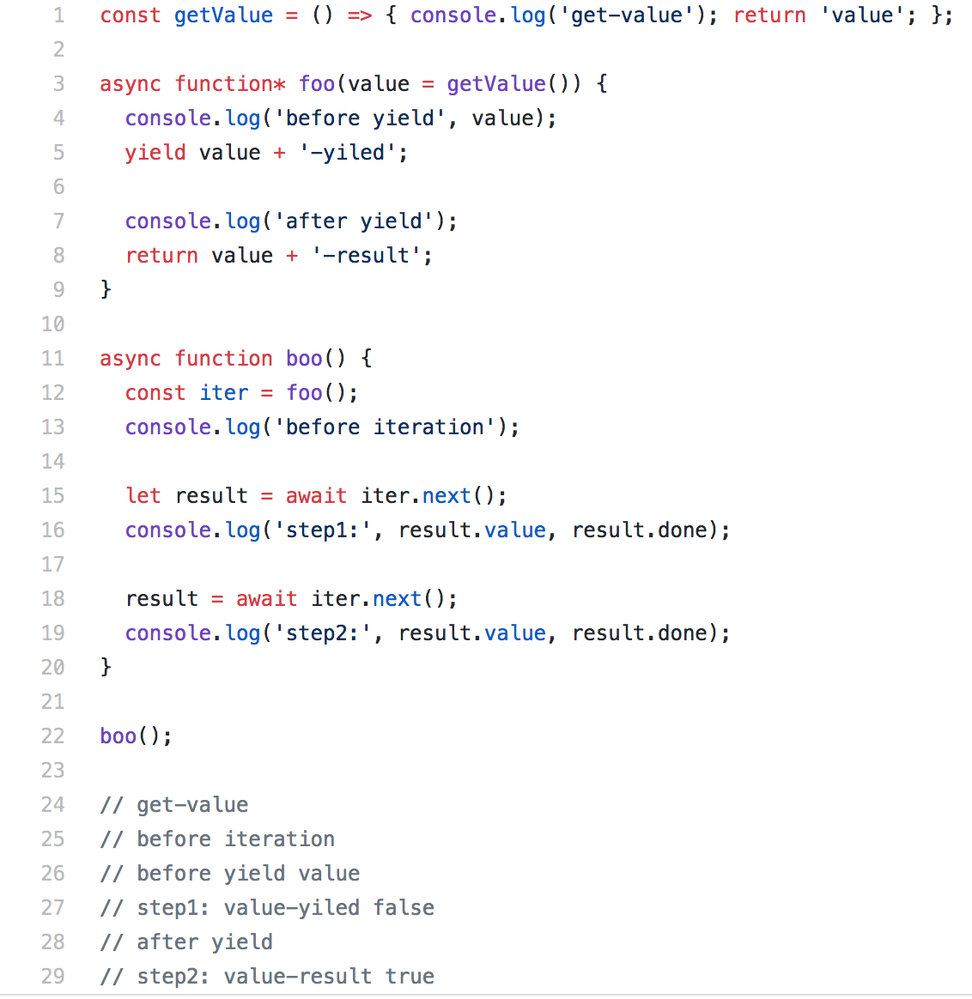 1 const getValue = () => { console.log('get-value'); return 'value'; };
2
3 async function* foo(value = getValue()) {
4   console.log('before yield', value);
5   yield value + '-yiled';
6
7   console.log('after yield');
8   return value + '-result';
9 }
10
11 async function boo() {
12   const iter = foo();
13   console.log('before iteration');
14
15   let result = await iter.next();
16   console.log('step1:', result.value, result.done);
17
18   result = await iter.next();
19   console.log('step2:', result.value, result.done);
20 }
21
22 boo();
23
24 // get-value
25 // before iteration
26 // before yield value
27 // step1: value-yiled false
28 // after yield
29 // step2: value-result true